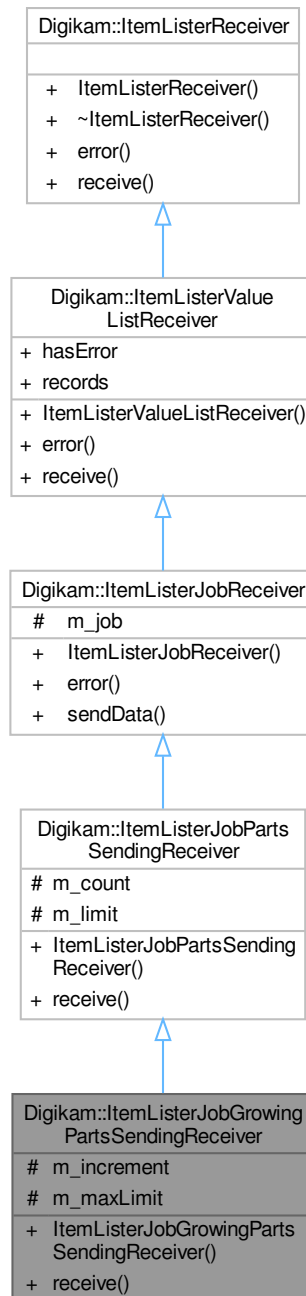 Digikam::ItemListerReceiver
+ ItemListerReceiver()
+ ~ItemListerReceiver()
+ error()
+ receive()
Digikam::ItemListerValue
ListReceiver
+ hasError
+ records
+ ItemListerValueListReceiver()
+ error()
+ receive()
Digikam::ItemListerJobReceiver
# m_job
+ ItemListerJobReceiver()
+ error()
+ sendData()
Digikam::ItemListerJobParts
SendingReceiver
# m_count
# m_limit
+ ItemListerJobPartsSending
Receiver()
+ receive()
Digikam::ItemListerJobGrowing
PartsSendingReceiver
# m_increment
# m_maxLimit
+ ItemListerJobGrowingParts
SendingReceiver()
+ receive()